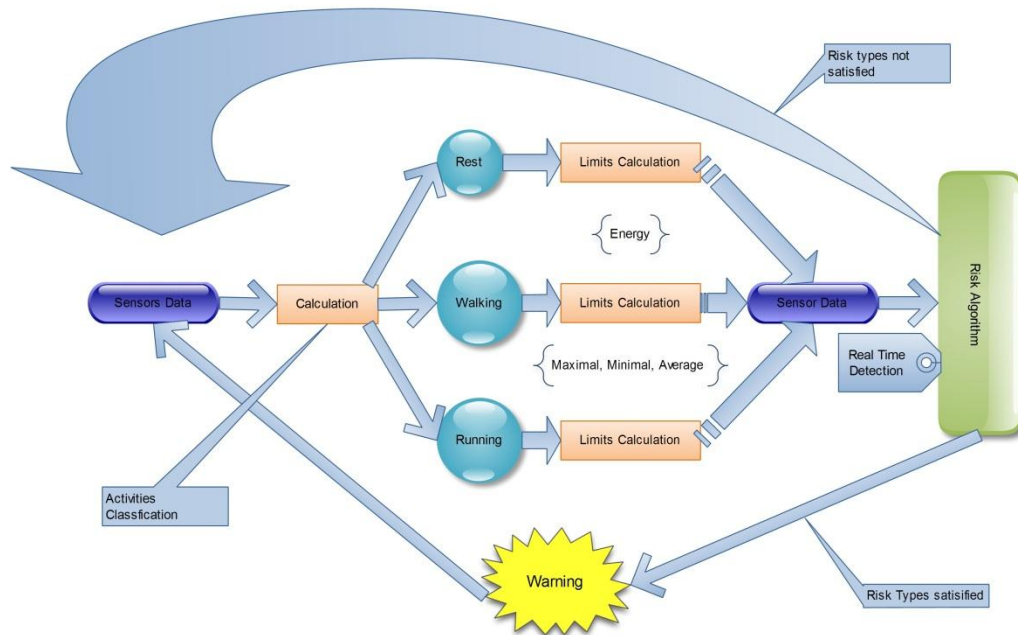 Risk types not
satisfied
Rest
Limits Calculation
Energy
Sensors Data
Calculation
Walking
Limits Calculation
Sensor Data
Risk Algorithm
Maximal, Minimal, Average
Real Time
Detection
Running
Limits Calculation
Activities
Classfication
Warning
Risk Types satisified